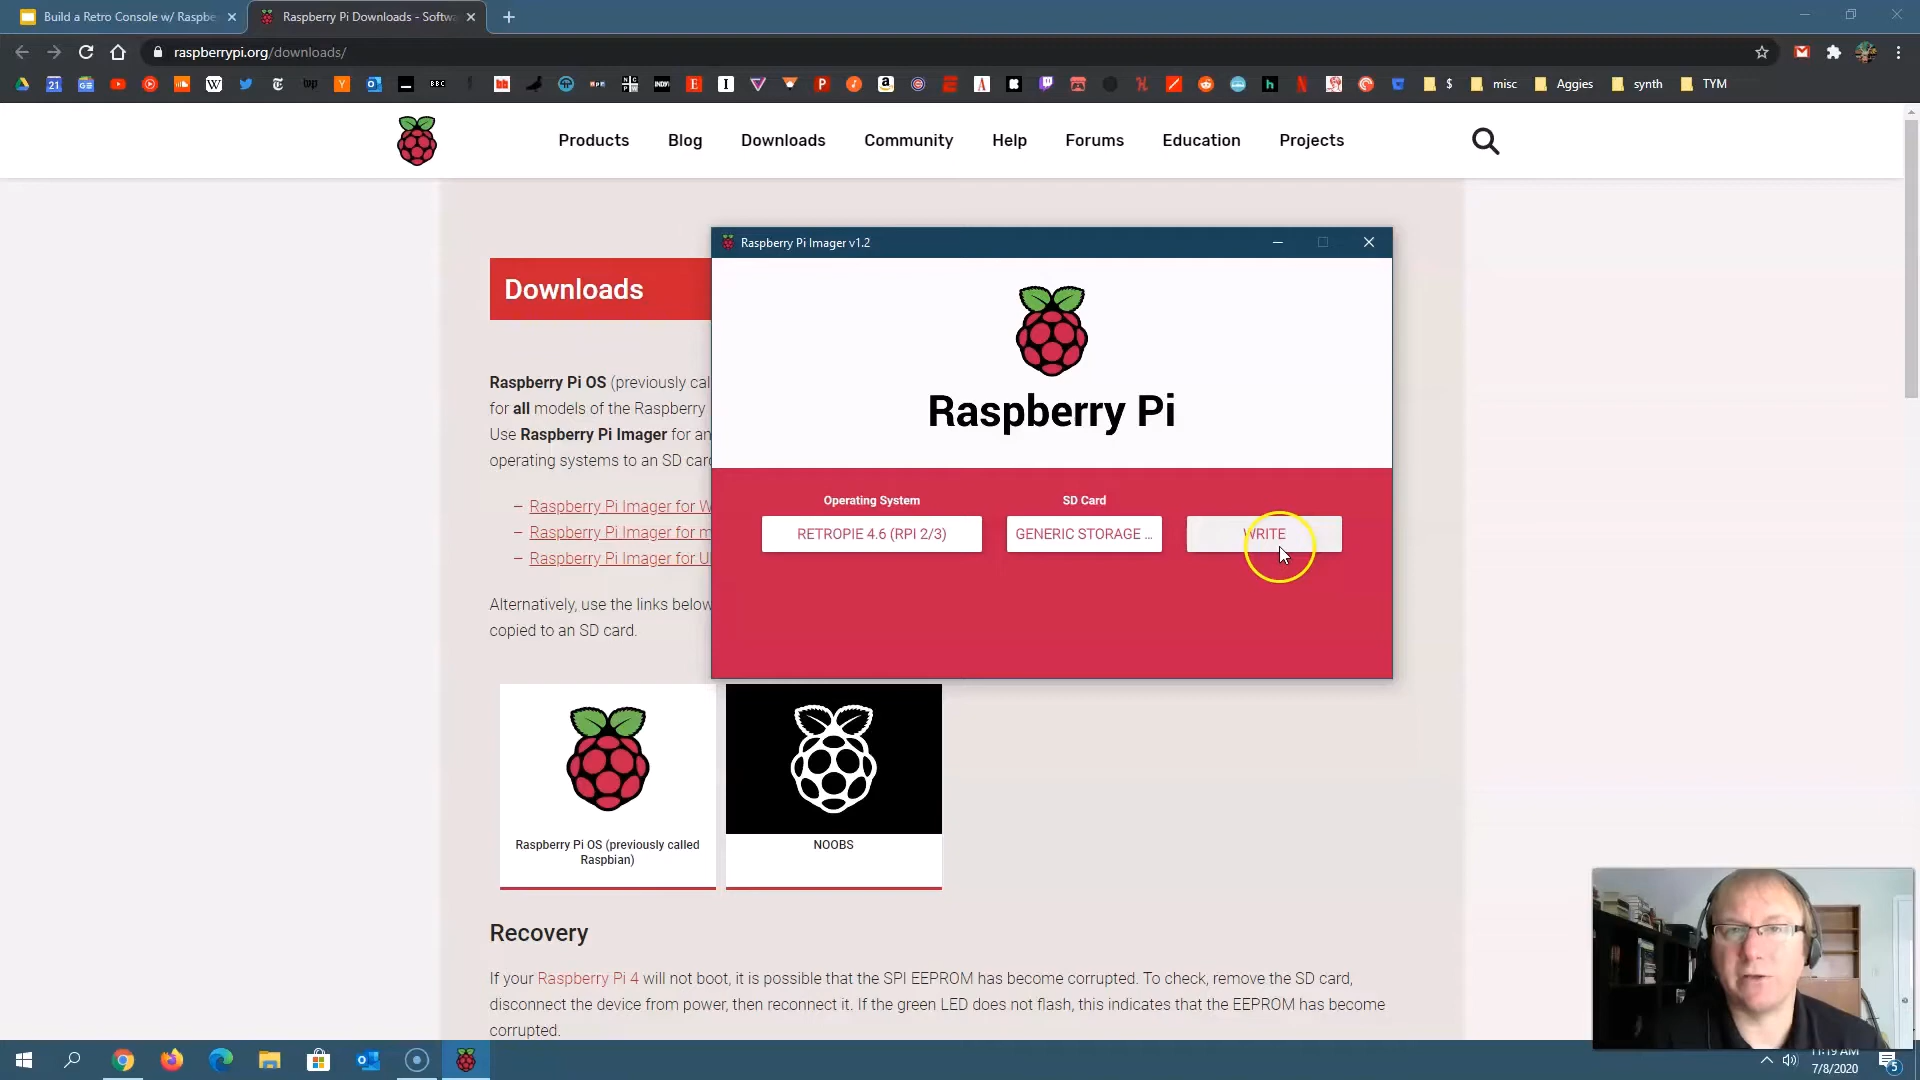 Build a Retro Console w/ Raspbe
Raspberry Pi Downloads - Softwa
raspberrypi.org/downloads/
$
misc
Aggies
synth
TYM
Products
Blog
Downloads
Community
Help
Forums
Education
Projects
Raspberry Pi Imager v1.2
Downloads
Raspberry Pi
Raspberry Pi OS (previously cal
for all models of the Raspberry
Use Raspberry Pi Imager for an
operating systems to an SD card
– Raspberry Pi Imager for W
– Raspberry Pi Imager for m
– Raspberry Pi Imager for U
Operating System
SD Card
RETROPIE 4.6 (RPI 2/3)
GENERIC STORAGE ...
WRITE
Alternatively, use the links below
copied to an SD card.
Raspberry Pi OS (previously called
Raspbian)
NOOBS
Recovery
If your Raspberry Pi 4 will not boot, it is possible that the SPI EEPROM has become corrupted. To check, remove the SD card,
disconnect the device from power, then reconnect it. If the green LED does not flash, this indicates that the EEPROM has become
corrupted.
11:19 AM
7/8/2020
5